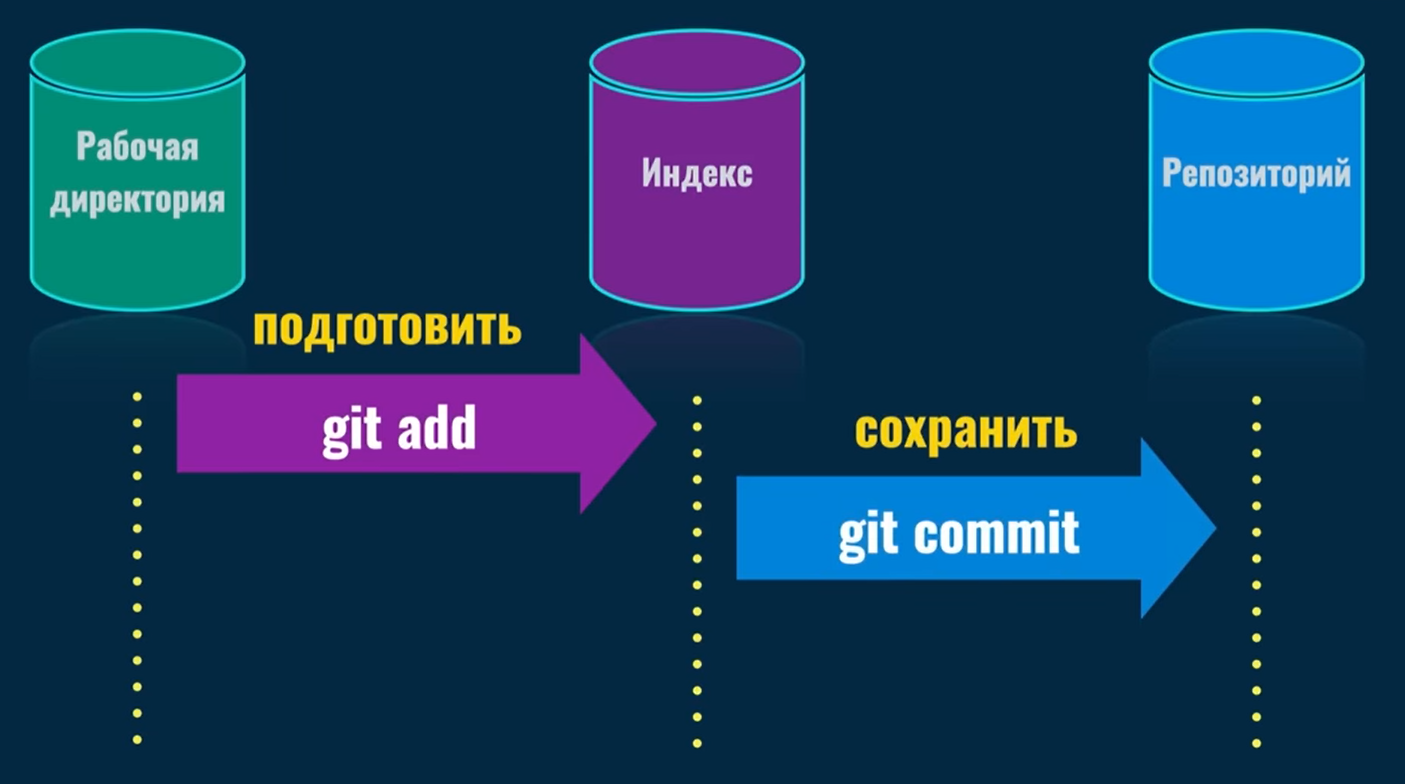 Рабочая
директория
Индекс
Репозиторий
подготовить
git add
сохранить
git commit